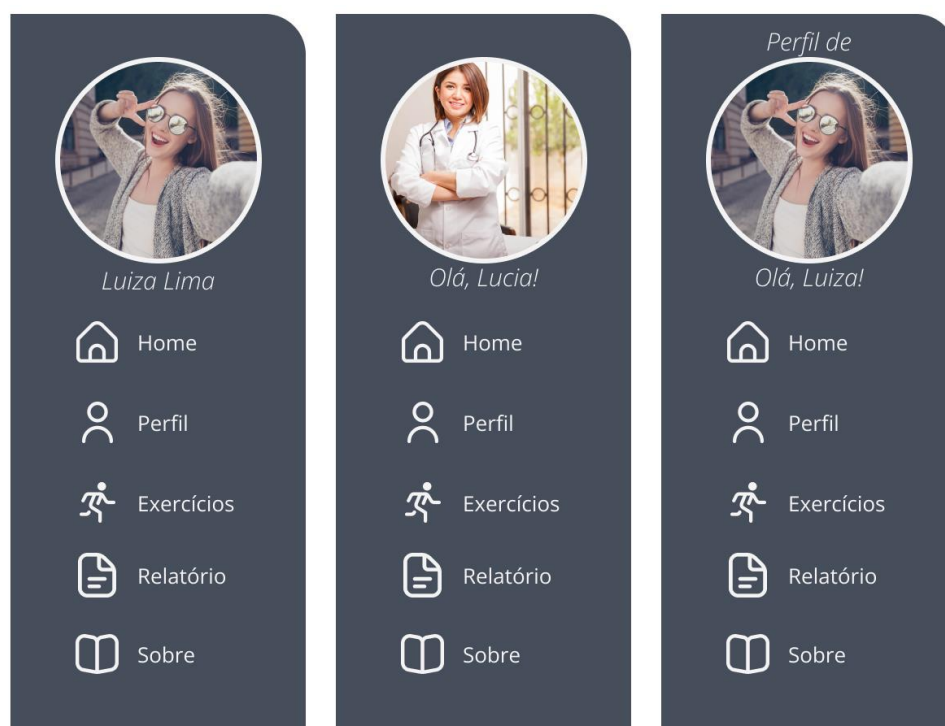 Luiza Lima
Home
Perfil
Exercícios
Relatório
Sobre
Olá, Lucia!
Home
Perfil
Exercícios
Relatório
Sobre
Perfil de
Olá, Luiza!
Home
Perfil
Exercícios
Relatório
Sobre